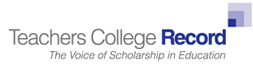 Teachers College Record
The Voice of Scholarship in Education